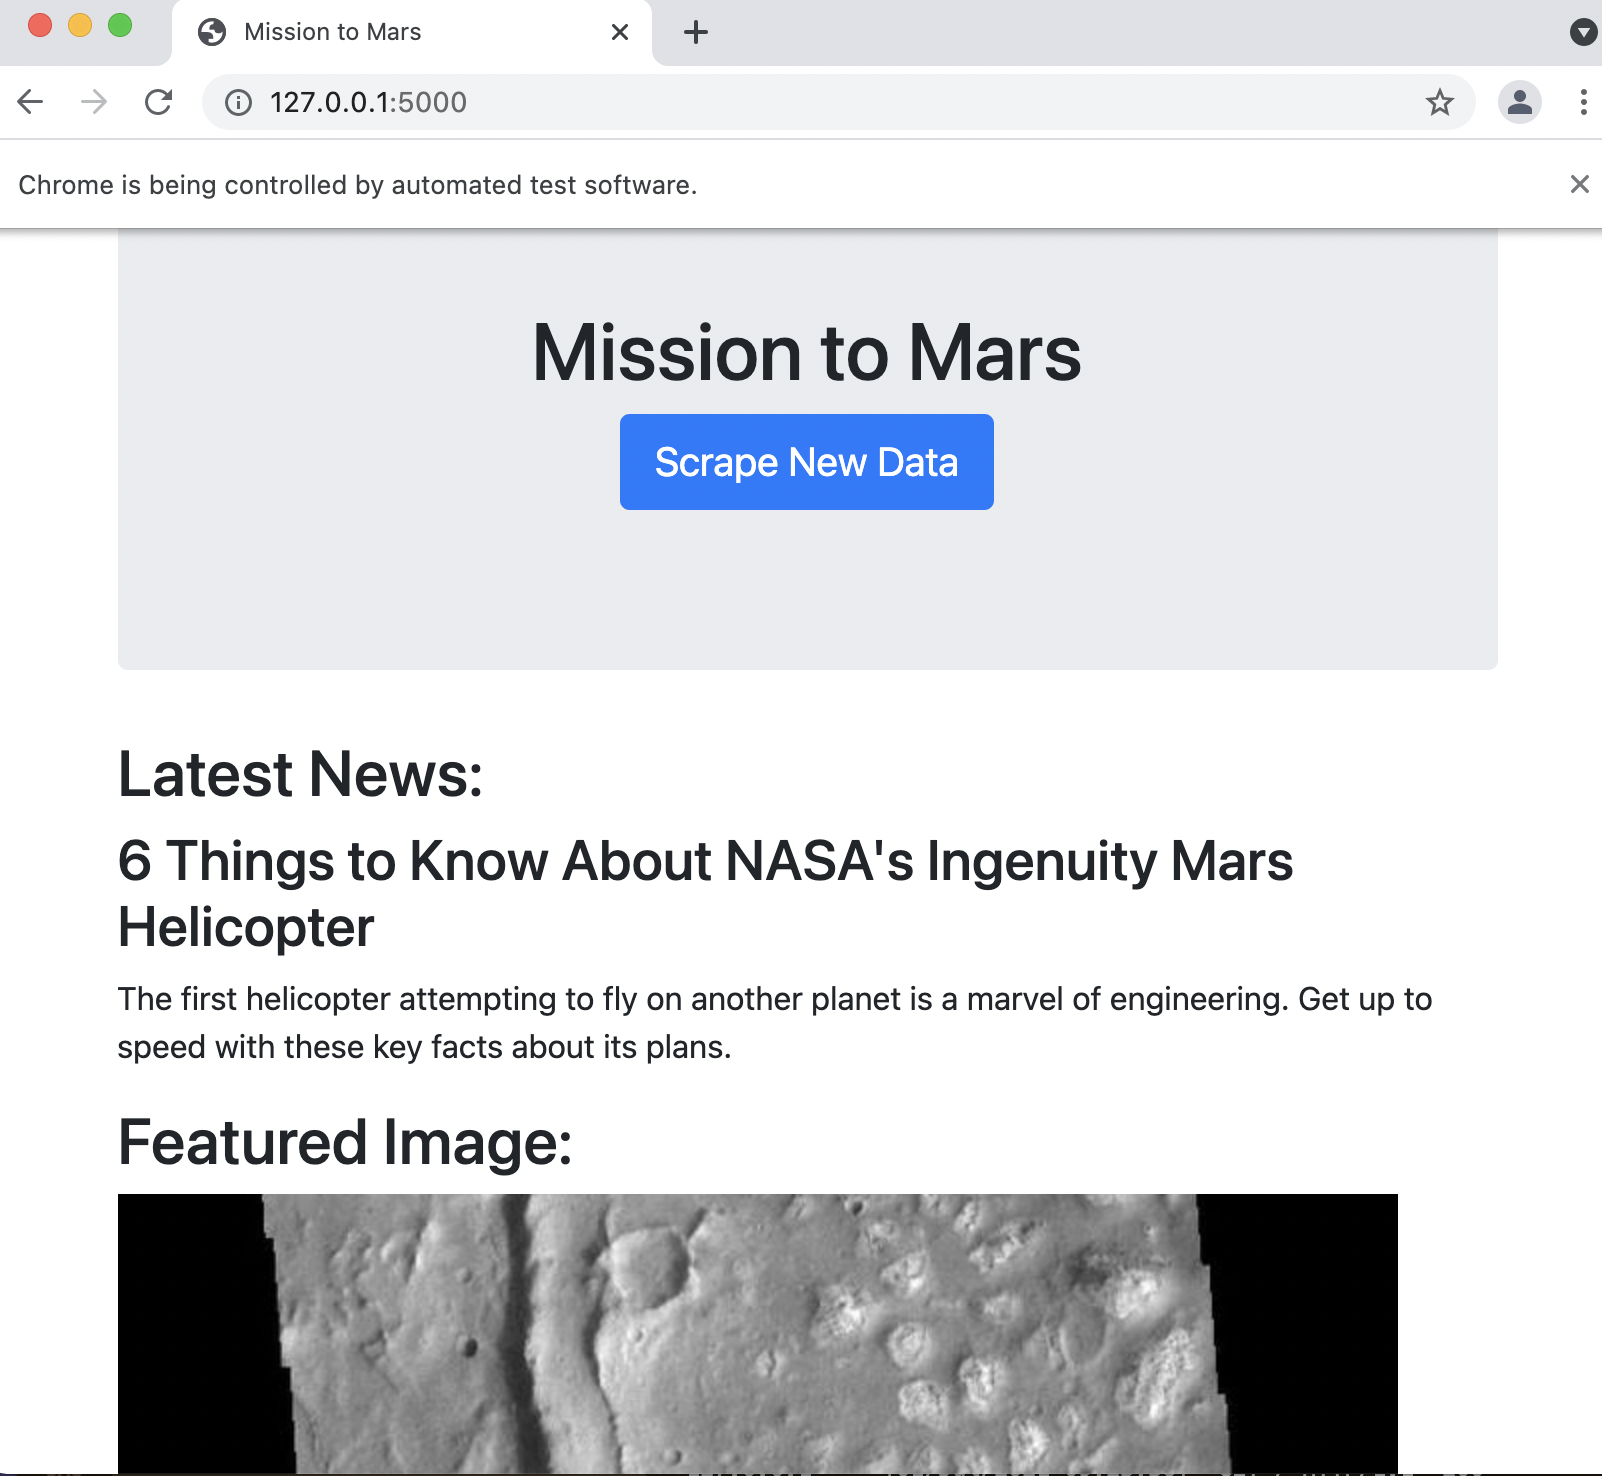 Mission to Mars
127.0.0.1:5000
Chrome is being controlled by automated test software.
Mission to Mars
Scrape New Data
Latest News:
6 Things to Know About NASA's Ingenuity Mars
Helicopter
The first helicopter attempting to fly on another planet is a marvel of engineering. Get up to
speed with these key facts about its plans.
Featured Image: